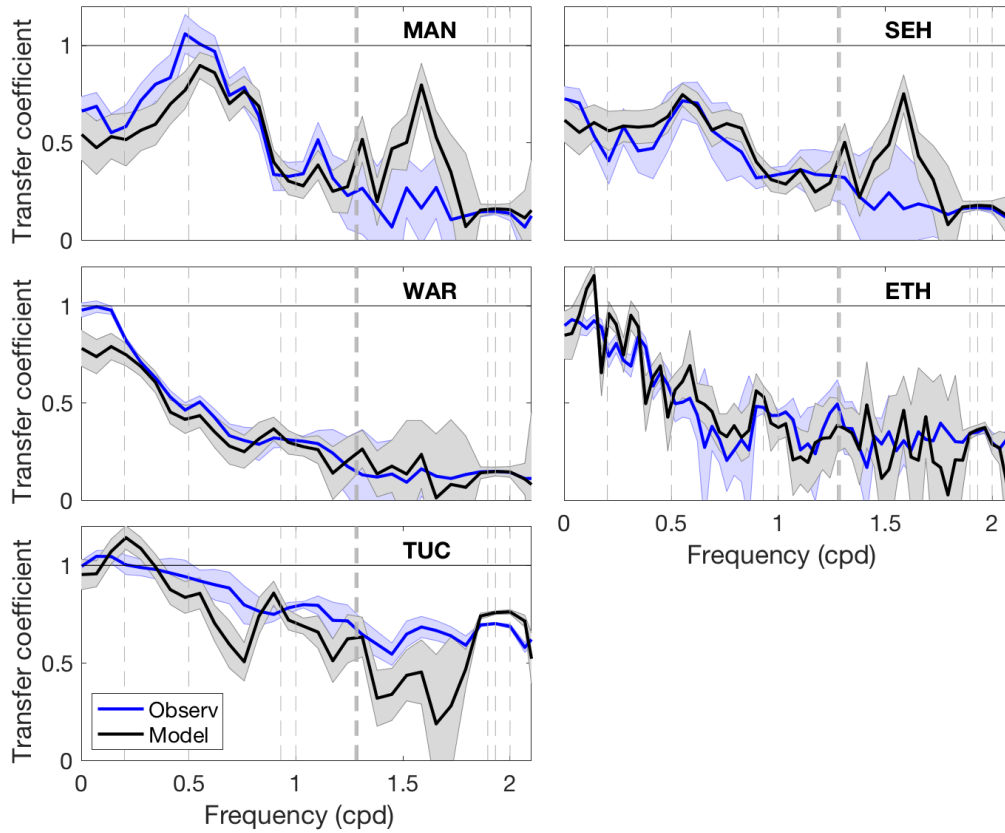 MAN
SEH
Transfer coefficient
1
0.5
0
WAR
ETH
Transfer coefficient
1
0.5
0
0 0.5 1 1.5 2
Frequency (cpd)
TUC
Transfer coefficient
1
0.5
0
Observ
Model
0 0.5 1 1.5 2
Frequency (cpd)